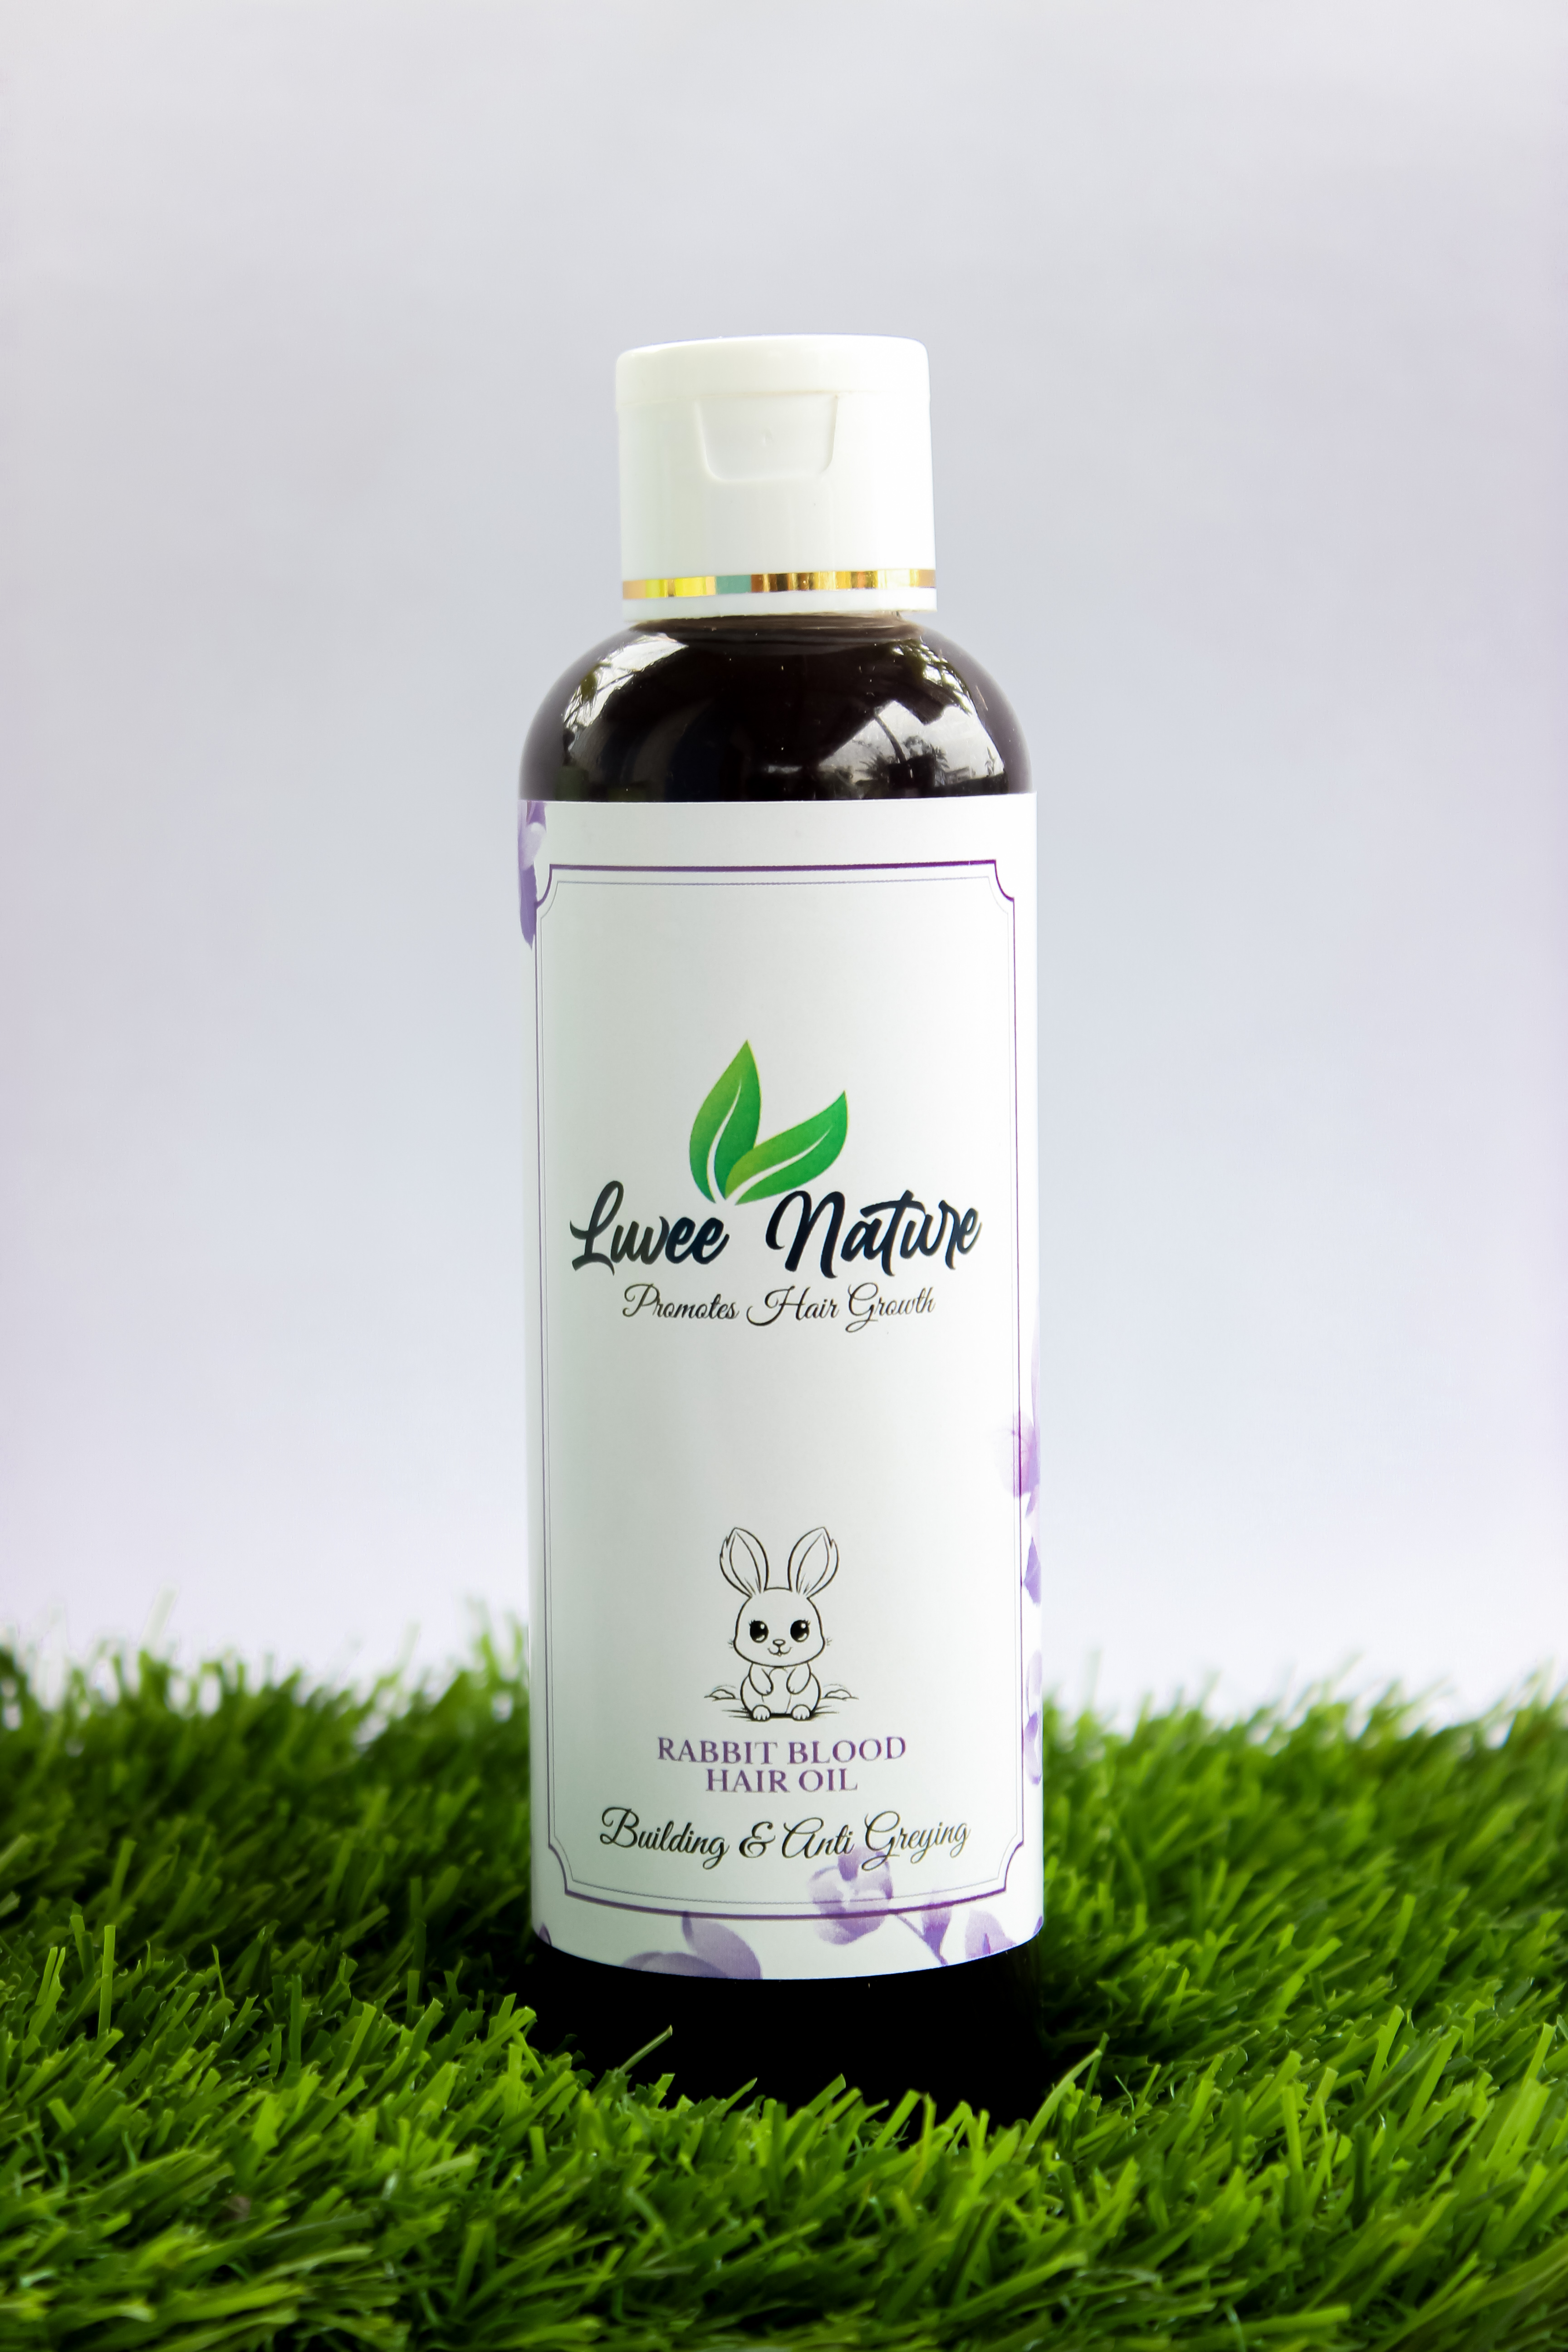 Luvee Nature
Promotes Hair Growth
RABBIT BLOOD
HAIR OIL
Building & Anti Greying